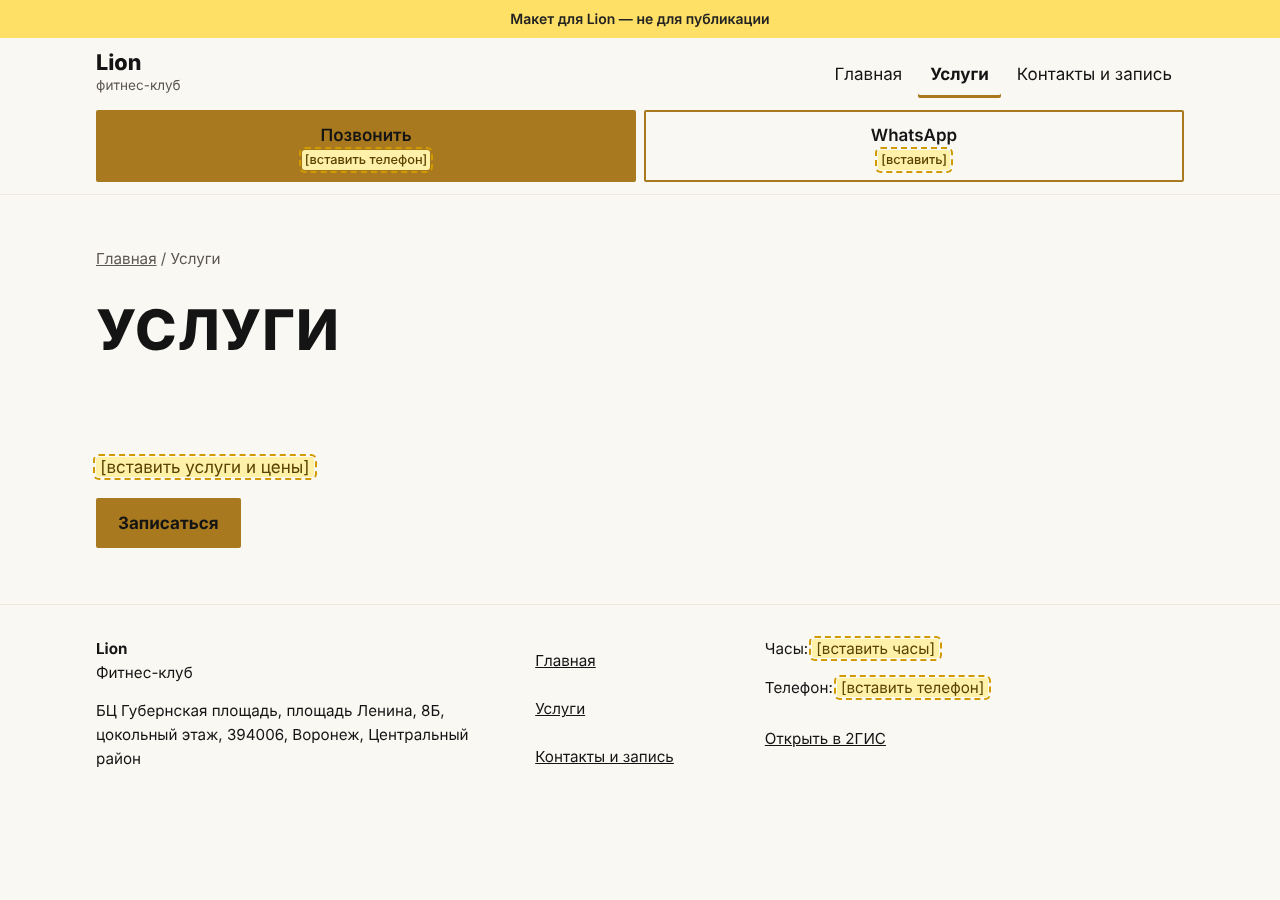 Макет для Lion — не для публикации
Lion
фитнес-клуб
Главная
Услуги
Контакты и запись
Позвонить
[вставить телефон]
WhatsApp
[вставить]
Главная / Услуги
УСЛУГИ
[вставить услуги и цены]
Записаться
Lion
Фитнес-клуб
БЦ Губернская площадь, площадь Ленина, 8Б,
цокольный этаж, 394006, Воронеж, Центральный
район
Главная
Услуги
Контакты и запись
Часы: [вставить часы]
Телефон: [вставить телефон]
Открыть в 2ГИС